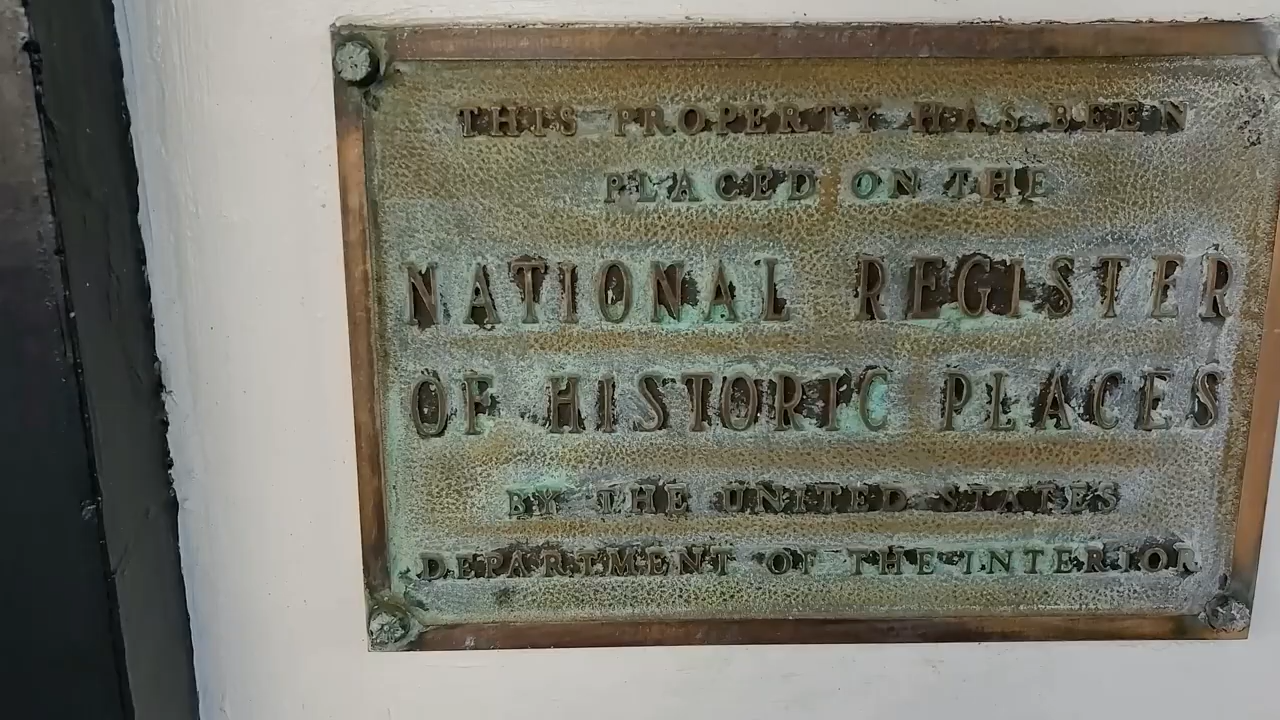 THIS PROPERTY HAS BEEN
PLACED ON THE
NATIONAL REGISTER
OF HISTORIC PLACES
BY THE UNITED STATES
DEPARTMENT OF THE INTERIOR